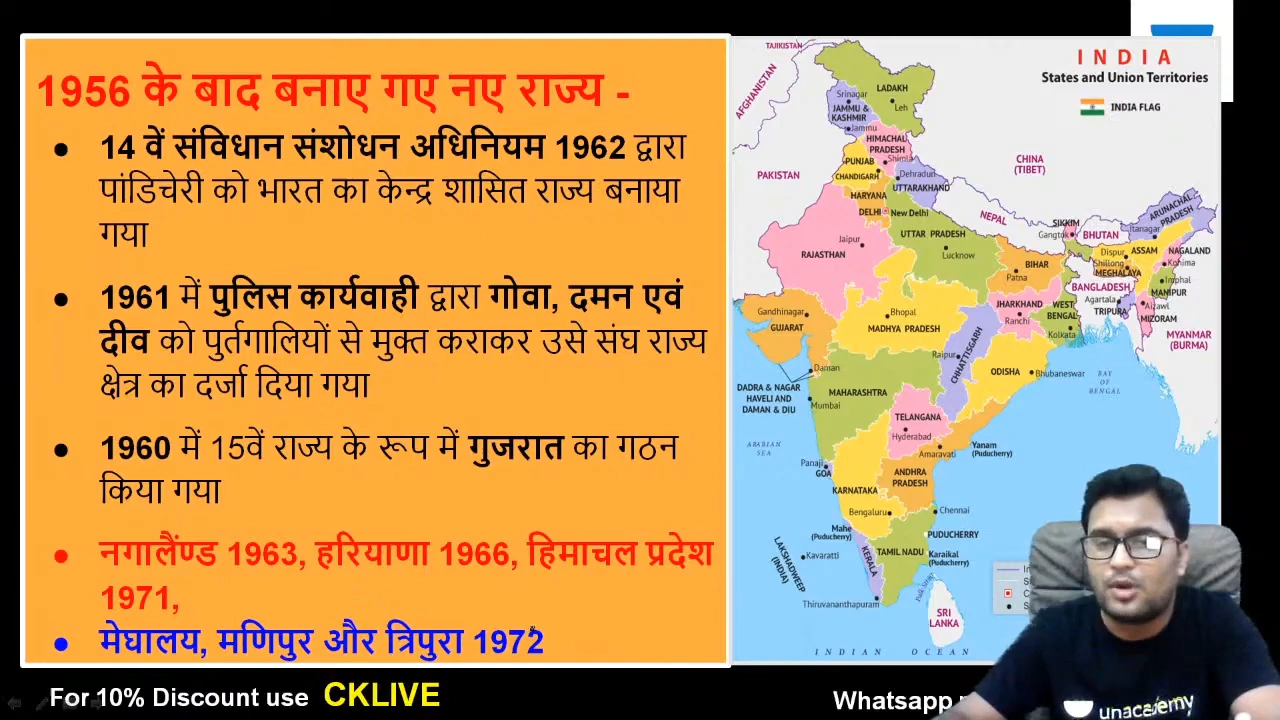 1956 के बाद बनाए गए नए राज्य -
● 14 वें संविधान संशोधन अधिनियम 1962 द्वारा
पांडिचेरी को भारत का केन्द्र शासित राज्य बनाया
गया
● 1961 में पुलिस कार्यवाही द्वारा गोवा, दमन एवं
दीव को पुर्तगालियों से मुक्त कराकर उसे संघ राज्य
क्षेत्र का दर्जा दिया गया
● 1960 में 15वें राज्य के रूप में गुजरात का गठन
किया गया
● नगालैंण्ड 1963, हरियाणा 1966, हिमाचल प्रदेश
1971,
● मेघालय, मणिपुर और त्रिपुरा 1972
For 10% Discount use CKLIVE
Whatsapp
unacademy
INDIA
States and Union Territories
INDIA FLAG
TAJIKISTAN
AFGHANISTAN
PAKISTAN
CHINA
(TIBET)
NEPAL
BHUTAN
BANGLADESH
MYANMAR
(BURMA)
SRI
LANKA
LADAKH
Leh
Srinagar
JAMMU &
KASHMIR
Jammu
HIMACHAL
PRADESH
Shimla
PUNJAB
CHANDIGARH
Dehradun
UTTARAKHAND
HARYANA
DELHI
New Delhi
UTTAR PRADESH
Lucknow
Jaipur
RAJASTHAN
SIKKIM
Gangtok
ARUNACHAL
PRADESH
Itanagar
Dispur
ASSAM
NAGALAND
Kohima
Shillong
MEGHALAYA
Imphal
MANIPUR
Agartala
TRIPURA
Aizawl
MIZORAM
BIHAR
Patna
JHARKHAND
Ranchi
WEST
BENGAL
Kolkata
Gandhinagar
GUJARAT
Bhopal
MADHYA PRADESH
Raipur
CHHATTISGARH
ODISHA
Bhubaneswar
Daman
DADRA & NAGAR
HAVELI AND
DAMAN & DIU
Mumbai
MAHARASHTRA
TELANGANA
Hyderabad
Amaravati
Yanam
(Puducherry)
ANDHRA
PRADESH
Panaji
GOA
KARNATAKA
Bengaluru
Chennai
Mahe
(Puducherry)
PUDUCHERRY
Karaikal
(Puducherry)
TAMIL NADU
KERALA
Thiruvananthapuram
Kavaratti
LAKSHADWEEP
(INDIA)
ARABIAN
SEA
BAY
OF
BENGAL
INDIAN OCEAN